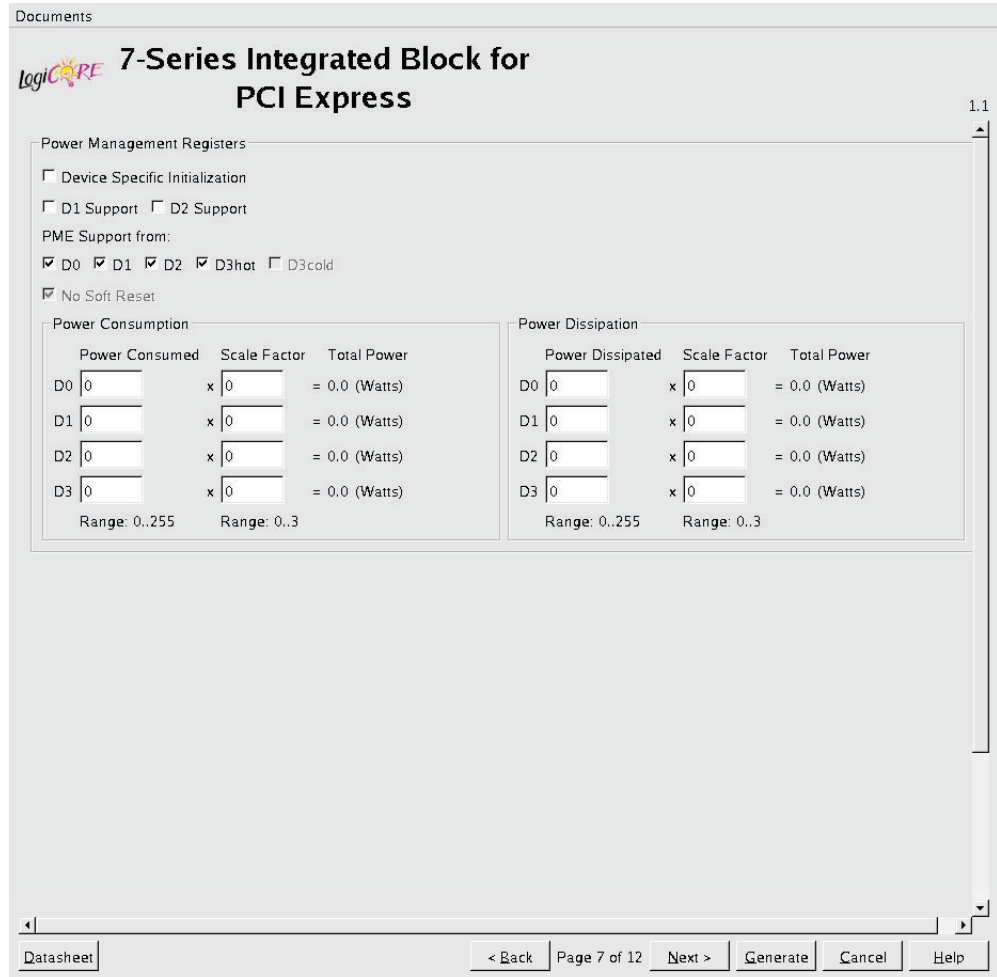 Documents
LogiCORE
7-Series Integrated Block for
PCI Express
1.1
Power Management Registers
Device Specific Initialization
D1 Support D2 Support
PME Support from:
D0 D1 D2 D3hot D3cold
No Soft Reset
Power Consumption
Power Consumed Scale Factor Total Power
D0 0 x 0 = 0.0 (Watts)
D1 0 x 0 = 0.0 (Watts)
D2 0 x 0 = 0.0 (Watts)
D3 0 x 0 = 0.0 (Watts)
Range: 0..255 Range: 0..3
Power Dissipation
Power Dissipated Scale Factor Total Power
D0 0 x 0 = 0.0 (Watts)
D1 0 x 0 = 0.0 (Watts)
D2 0 x 0 = 0.0 (Watts)
D3 0 x 0 = 0.0 (Watts)
Range: 0..255 Range: 0..3
Datasheet < Back Page 7 of 12 Next > Generate Cancel Help